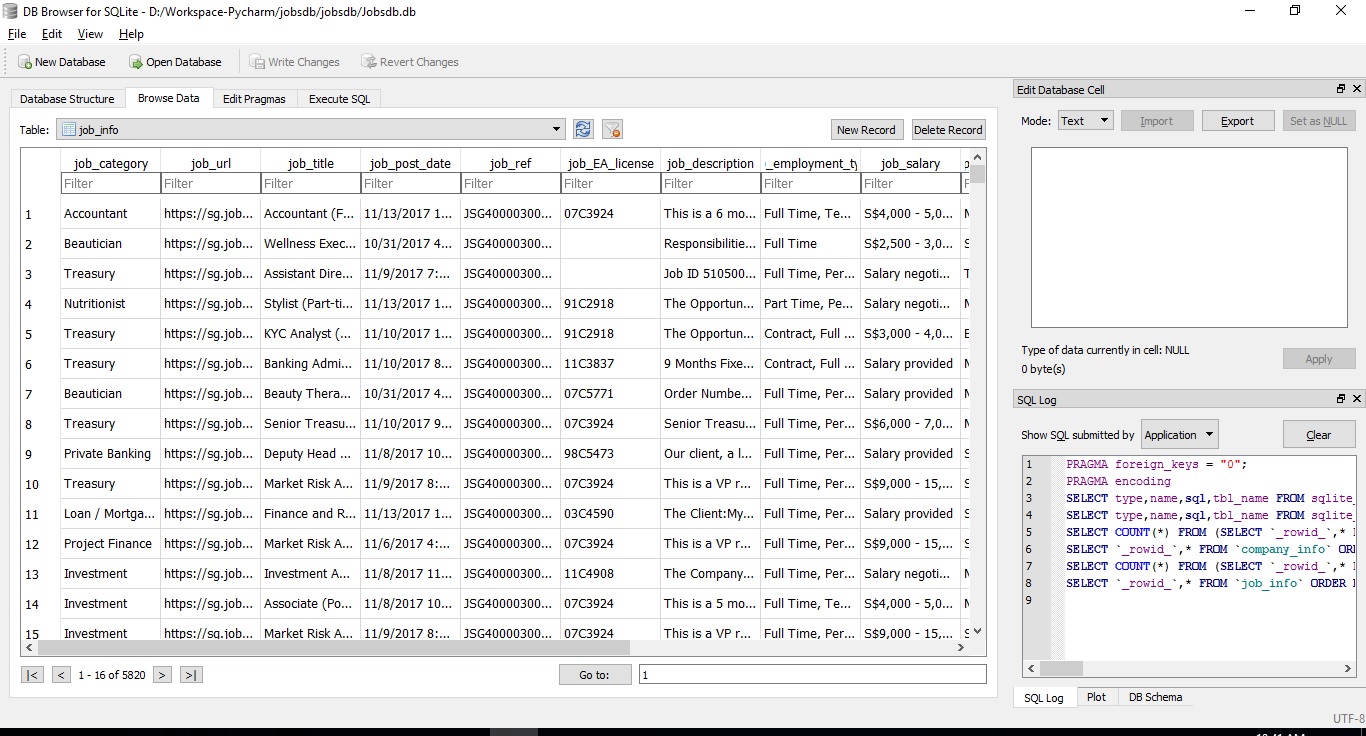 DB Browser for SQLite - D:/Workspace-Pycharm/jobsdb/jobsdb/Jobsdb.db
File Edit View Help
New Database Open Database Write Changes Revert Changes
Database Structure Browse Data Edit Pragmas Execute SQL
Table: job_info New Record Delete Record
job_category job_url job_title job_post_date job_ref job_EA_license job_description _employment_ty job_salary
Filter Filter Filter Filter Filter Filter Filter Filter Filter
1 Accountant https://sg.job... Accountant (F... 11/13/2017 1... JSG40000300... 07C3924 This is a 6 mo... Full Time, Te... S$4,000 - 5,0...
2 Beautician https://sg.job... Wellness Exec... 10/31/2017 4... JSG40000300... Responsibilitie... Full Time S$2,500 - 3,0...
3 Treasury https://sg.job... Assistant Dire... 11/9/2017 7:... JSG40000300... Job ID 510500... Full Time, Per... Salary negoti...
4 Nutritionist https://sg.job... Stylist (Part-ti... 11/13/2017 1... JSG40000300... 91C2918 The Opportun... Part Time, Pe... Salary negoti...
5 Treasury https://sg.job... KYC Analyst (... 11/10/2017 1... JSG40000300... 91C2918 The Opportun... Contract, Full ... S$3,000 - 4,0...
6 Treasury https://sg.job... Banking Admi... 11/10/2017 8... JSG40000300... 11C3837 9 Months Fixe... Contract, Full ... Salary provided
7 Beautician https://sg.job... Beauty Thera... 10/31/2017 4... JSG40000300... 07C5771 Order Numbe... Full Time, Per... Salary provided
8 Treasury https://sg.job... Senior Treasu... 11/10/2017 9... JSG40000300... 07C3924 Senior Treasu... Full Time, Per... S$6,000 - 7,0...
9 Private Banking https://sg.job... Deputy Head ... 11/8/2017 10... JSG40000300... 98C5473 Our client, a l... Full Time, Per... Salary provided
10 Treasury https://sg.job... Market Risk A... 11/9/2017 8:... JSG40000300... 07C3924 This is a VP r... Full Time, Per... S$9,000 - 15,...
11 Loan / Mortga... https://sg.job... Finance and R... 11/13/2017 1... JSG40000300... 03C4590 The Client:My... Full Time, Per... Salary provided
12 Project Finance https://sg.job... Market Risk A... 11/6/2017 4:... JSG40000300... 07C3924 This is a VP r... Full Time, Per... S$9,000 - 15,...
13 Investment https://sg.job... Investment A... 11/8/2017 11... JSG40000300... 11C4908 The Company... Full Time, Per... Salary negoti...
14 Investment https://sg.job... Associate (Po... 11/8/2017 10... JSG40000300... 07C3924 This is a 5 mo... Full Time, Te... S$4,000 - 5,0...
15 Investment https://sg.job... Market Risk A... 11/9/2017 8:... JSG40000300... 07C3924 This is a VP r... Full Time, Per... S$9,000 - 15,...
|< < 1 - 16 of 5820 > >| Go to: 1
Edit Database Cell
Mode: Text Import Export Set as NULL
Type of data currently in cell: NULL
0 byte(s)
Apply
SQL Log
Show SQL submitted by Application Clear
1 PRAGMA foreign_keys = "0";
2 PRAGMA encoding
3 SELECT type,name,sql,tbl_name FROM sqlite_
4 SELECT type,name,sql,tbl_name FROM sqlite_
5 SELECT COUNT(*) FROM (SELECT `_rowid_`,*
6 SELECT `_rowid_`,* FROM `company_info` ORD
7 SELECT COUNT(*) FROM (SELECT `_rowid_`,*
8 SELECT `_rowid_`,* FROM `job_info` ORDER
9
SQL Log Plot DB Schema
UTF-8